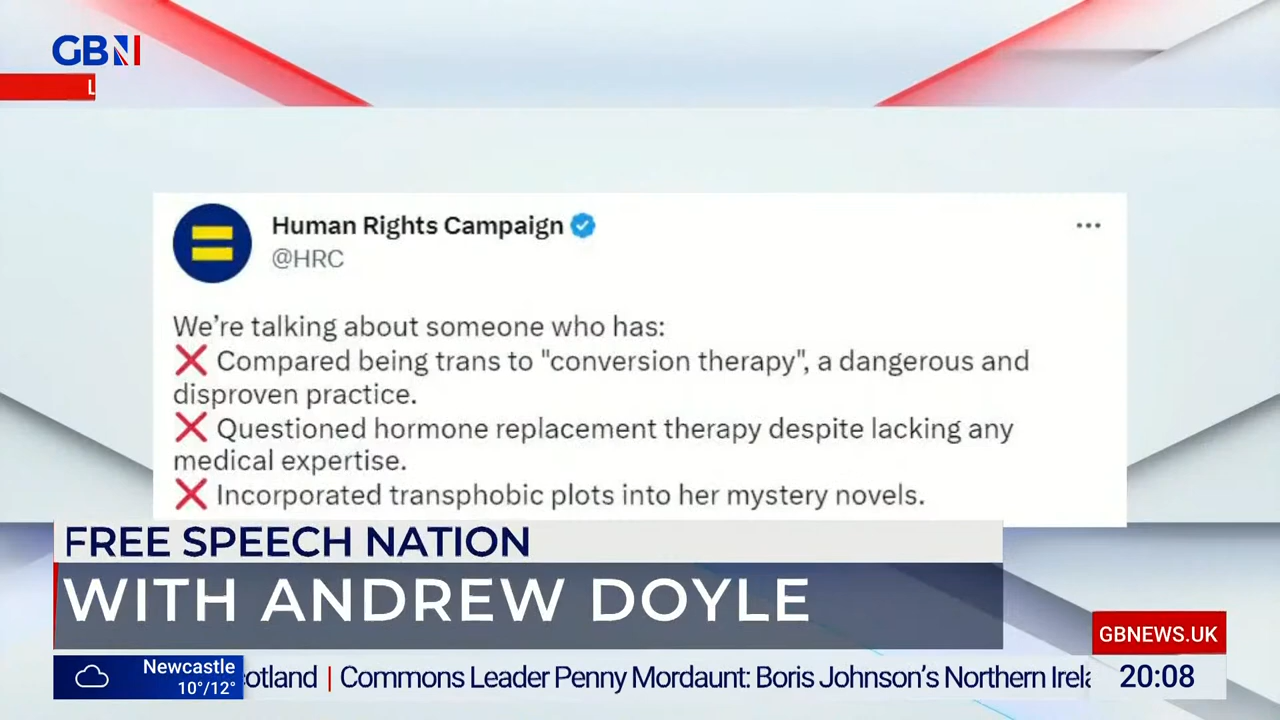 GBN
L
Human Rights Campaign
@HRC
We’re talking about someone who has:
❌ Compared being trans to "conversion therapy", a dangerous and
disproven practice.
❌ Questioned hormone replacement therapy despite lacking any
medical expertise.
❌ Incorporated transphobic plots into her mystery novels.
FREE SPEECH NATION
WITH ANDREW DOYLE
GBNEWS.UK
Newcastle
10°/12°
cotland | Commons Leader Penny Mordaunt: Boris Johnson’s Northern Irela
20:08